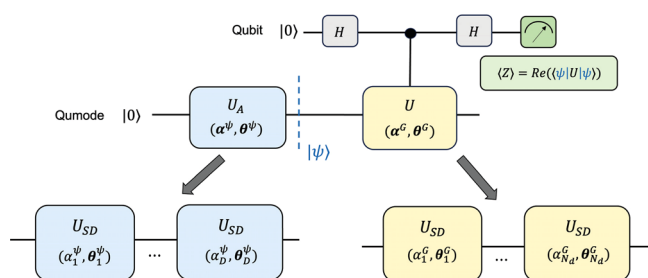 Qubit |0⟩ H H
⟨Z⟩ = Re(⟨ψ|U|ψ⟩)
Qumode |0⟩ U_A U
(α^ψ, θ^ψ) (α^G, θ^G)
|ψ⟩
U_SD U_SD U_SD U_SD
(α_1^ψ, θ_1^ψ) ... (α_D^ψ, θ_D^ψ) (α_1^G, θ_1^G) ... (α_{N_d}^G, θ_{N_d}^G)